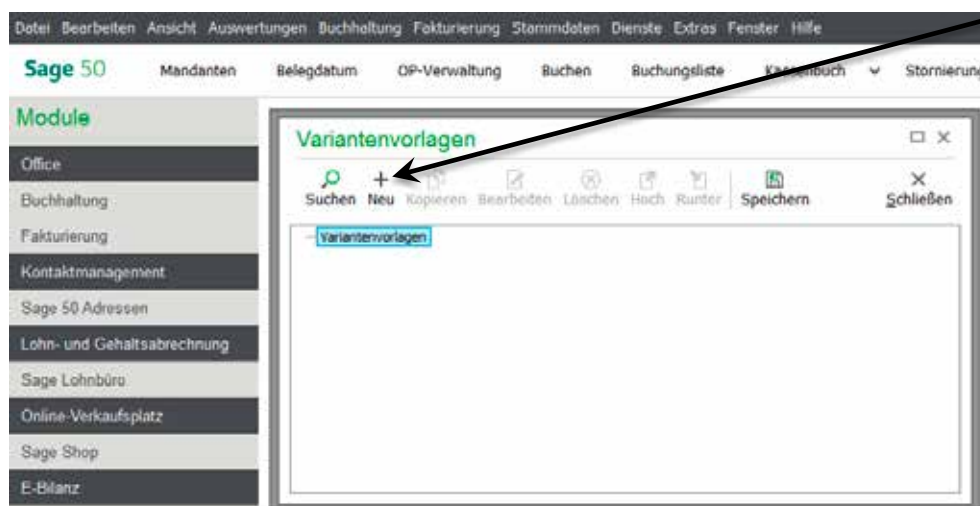 Datei Bearbeiten Ansicht Auswertungen Buchhaltung Fakturierung Stammdaten Dienste Extras Fenster Hilfe
Sage 50 Mandanten Belegdatum OP-Verwaltung Buchen Buchungsliste Kassenbuch Stornierung
Module
Office
Buchhaltung
Fakturierung
Kontaktmanagement
Sage 50 Adressen
Lohn- und Gehaltsabrechnung
Sage Lohnbüro
Online-Verkaufsplatz
Sage Shop
E-Bilanz
Variantenvorlagen
Suchen Neu Kopieren Bearbeiten Löschen Hoch Runter Speichern Schließen
Variantenvorlagen